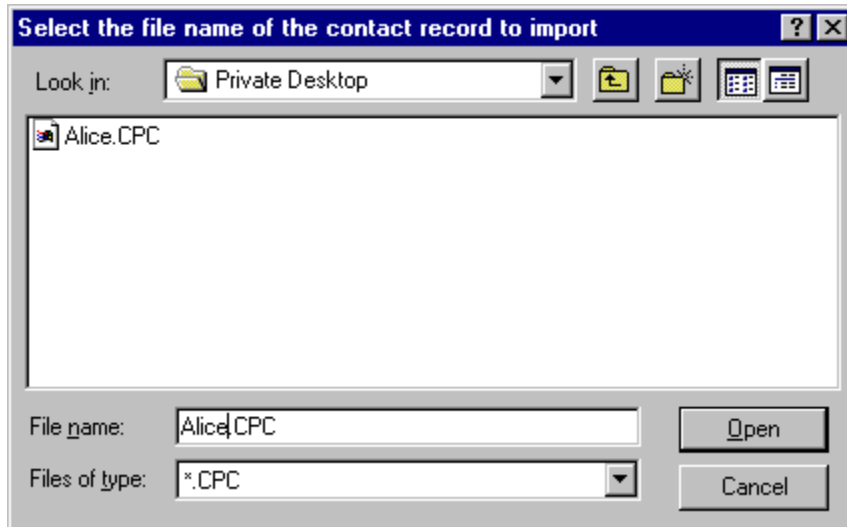 Select the file name of the contact record to import
Look in:
Private Desktop
Alice.CPC
File name:
Alice.CPC
Open
Files of type:
*.CPC
Cancel